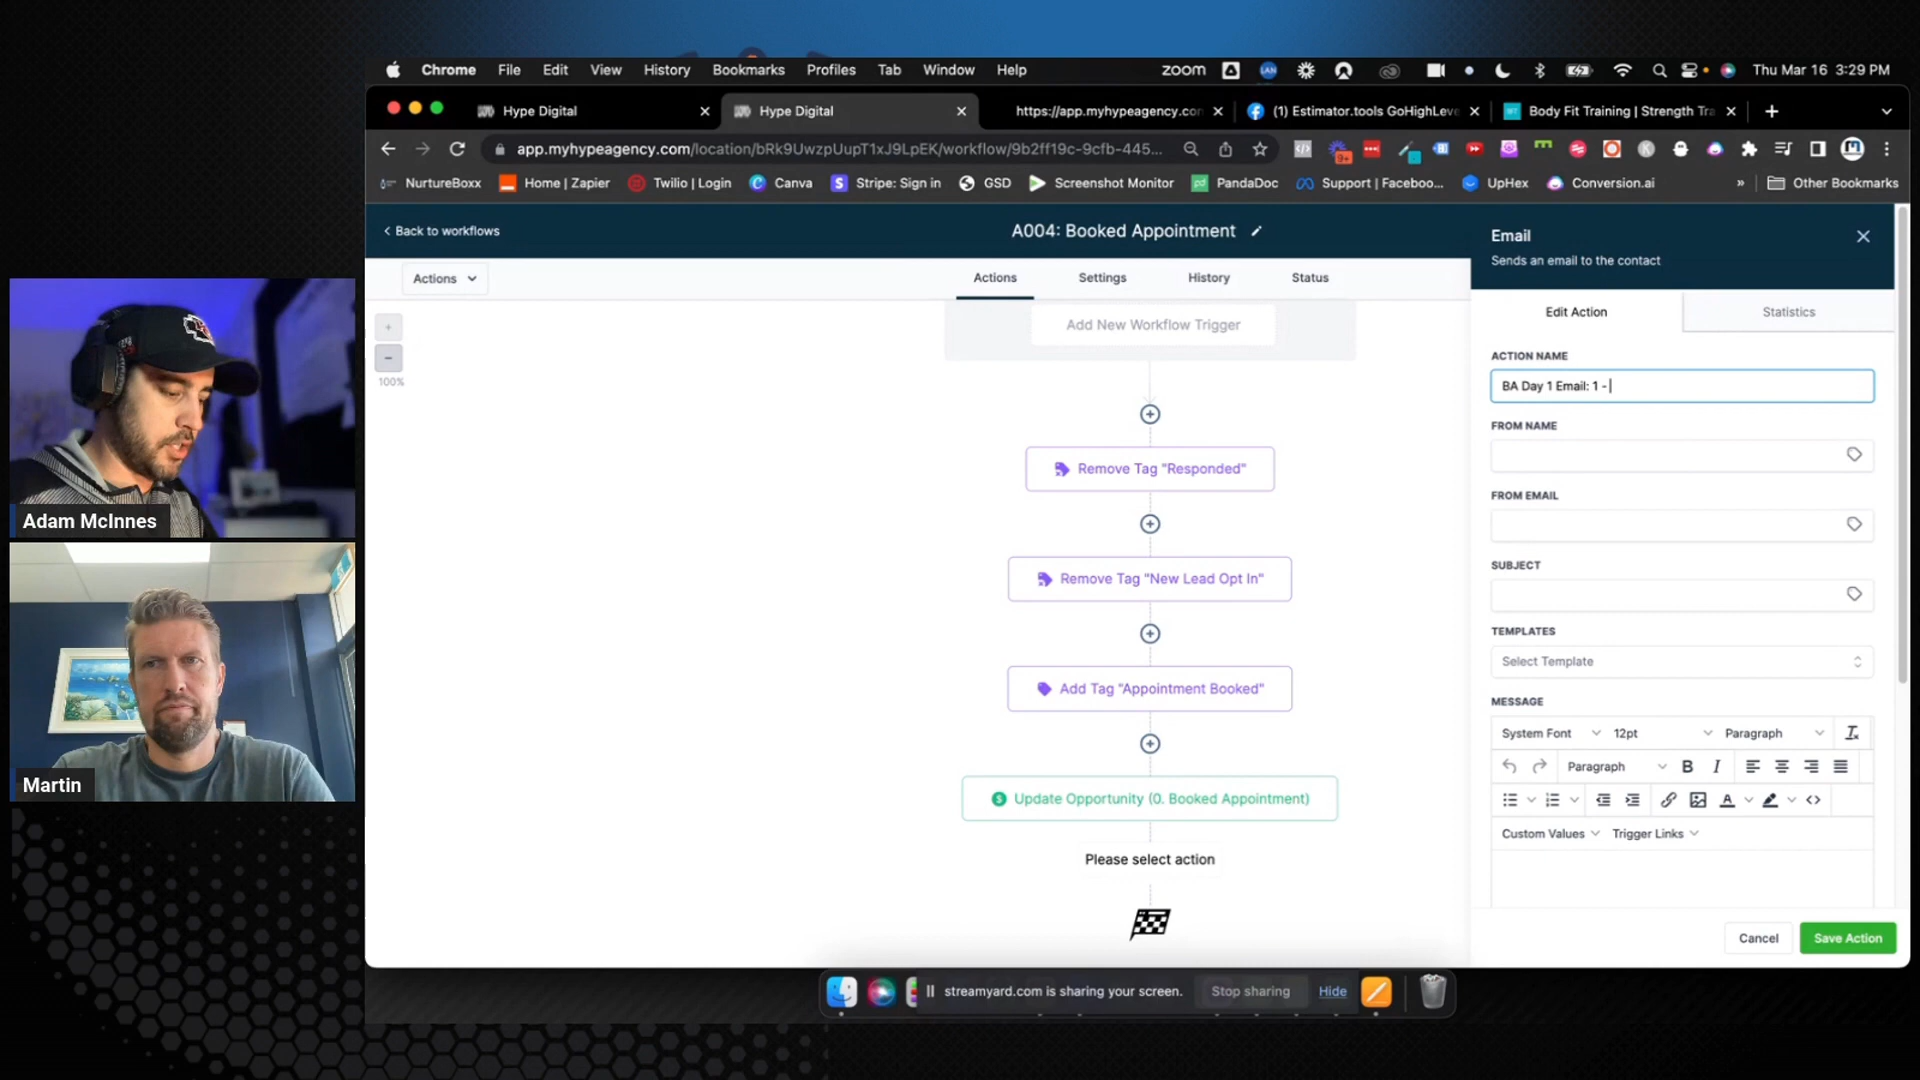 Chrome File Edit View History Bookmarks Profiles Tab Window Help
zoom
LAN
Thu Mar 16 3:29 PM
Hype Digital
Hype Digital
https://app.myhypeagency.con
(1) Estimator.tools GoHighLeve
Body Fit Training | Strength Tra
app.myhypeagency.com/location/bRk9UwzpUupT1xJ9LpEK/workflow/9b2ff19c-9cfb-445...
9+
NurtureBoxx
Home | Zapier
Twilio | Login
Canva
Stripe: Sign in
GSD
Screenshot Monitor
PandaDoc
Support | Faceboo...
UpHex
Conversion.ai
»
Other Bookmarks
Back to workflows
A004: Booked Appointment
Actions
Actions Settings History Status
100%
Add New Workflow Trigger
Remove Tag "Responded"
Remove Tag "New Lead Opt In"
Add Tag "Appointment Booked"
Update Opportunity (0. Booked Appointment)
Please select action
Email
Sends an email to the contact
Edit Action
Statistics
ACTION NAME
BA Day 1 Email: 1 -
FROM NAME
FROM EMAIL
SUBJECT
TEMPLATES
Select Template
MESSAGE
System Font 12pt Paragraph
Paragraph B I
Custom Values Trigger Links
Cancel
Save Action
streamyard.com is sharing your screen.
Stop sharing
Hide
Adam McInnes
Martin